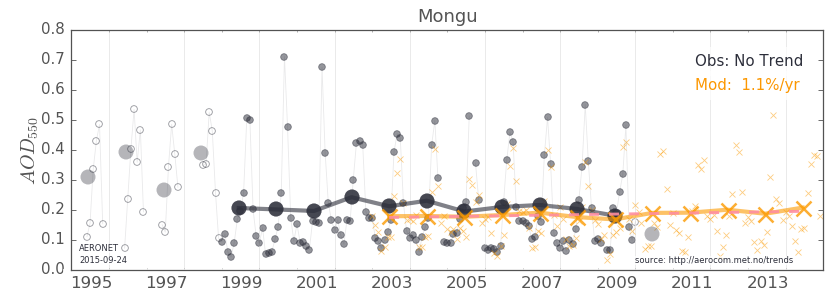 Mongu
0.8
0.7
0.6
0.5
0.4
0.3
0.2
0.1
0.0
AOD550
Obs: No Trend
Mod: 1.1%/yr
AERONET
2015-09-24
source: http://aerocom.met.no/trends
1995 1997 1999 2001 2003 2005 2007 2009 2011 2013